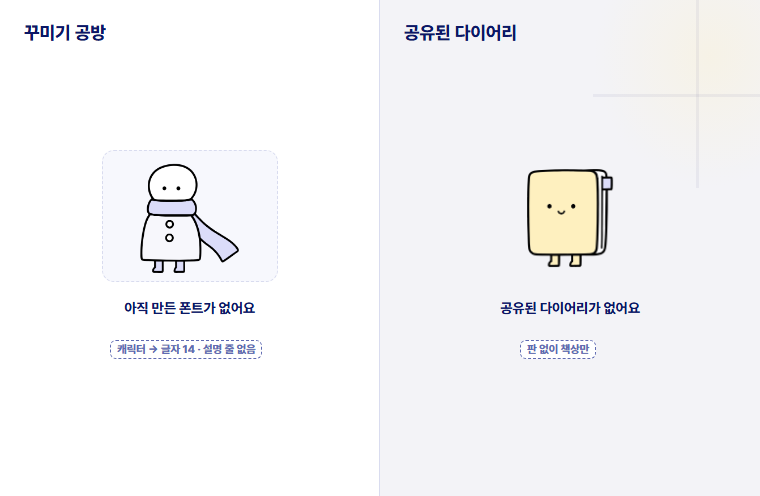 꾸미기 공방
아직 만든 폰트가 없어요
캐릭터 → 글자 14 · 설명 줄 없음
공유된 다이어리
공유된 다이어리가 없어요
판 없이 책상만